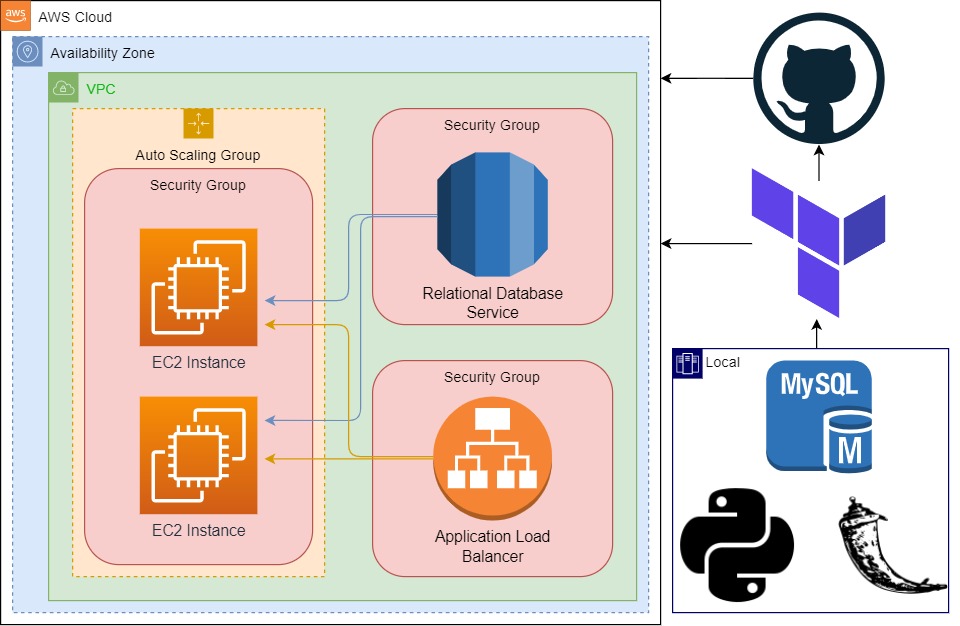 aws
AWS Cloud
Availability Zone
VPC
Auto Scaling Group
Security Group
EC2 Instance
EC2 Instance
Security Group
Relational Database
Service
Security Group
Application Load
Balancer
Local
MySQL
M